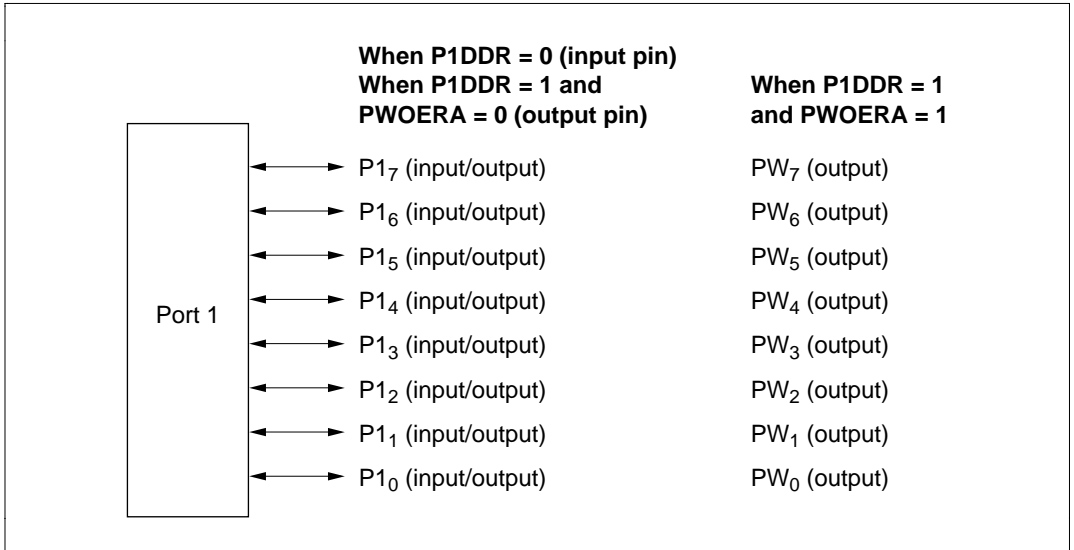 When P1DDR = 0 (input pin)
When P1DDR = 1 and
PWOERA = 0 (output pin)
When P1DDR = 1
and PWOERA = 1
Port 1
P1₇ (input/output) PW₇ (output)
P1₆ (input/output) PW₆ (output)
P1₅ (input/output) PW₅ (output)
P1₄ (input/output) PW₄ (output)
P1₃ (input/output) PW₃ (output)
P1₂ (input/output) PW₂ (output)
P1₁ (input/output) PW₁ (output)
P1₀ (input/output) PW₀ (output)